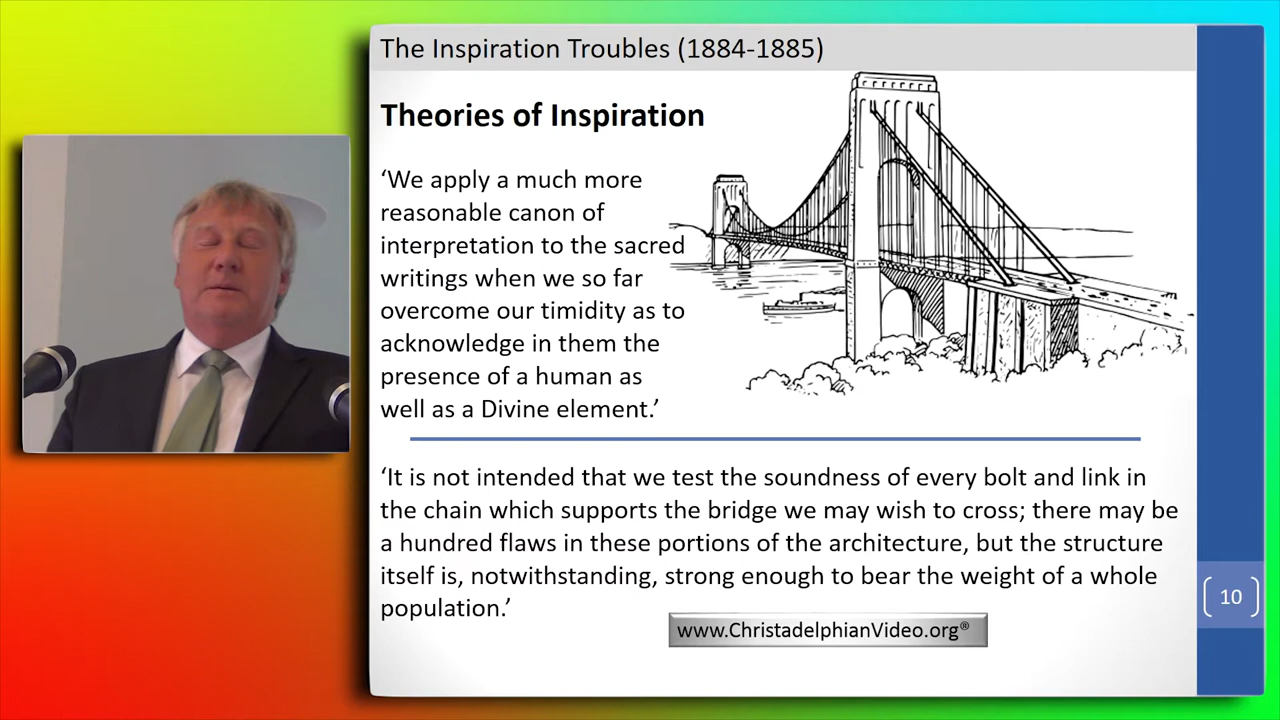 The Inspiration Troubles (1884-1885)
Theories of Inspiration
‘We apply a much more
reasonable canon of
interpretation to the sacred
writings when we so far
overcome our timidity as to
acknowledge in them the
presence of a human as
well as a Divine element.’
‘It is not intended that we test the soundness of every bolt and link in
the chain which supports the bridge we may wish to cross; there may be
a hundred flaws in these portions of the architecture, but the structure
itself is, notwithstanding, strong enough to bear the weight of a whole
population.’
www.ChristadelphianVideo.org®
10